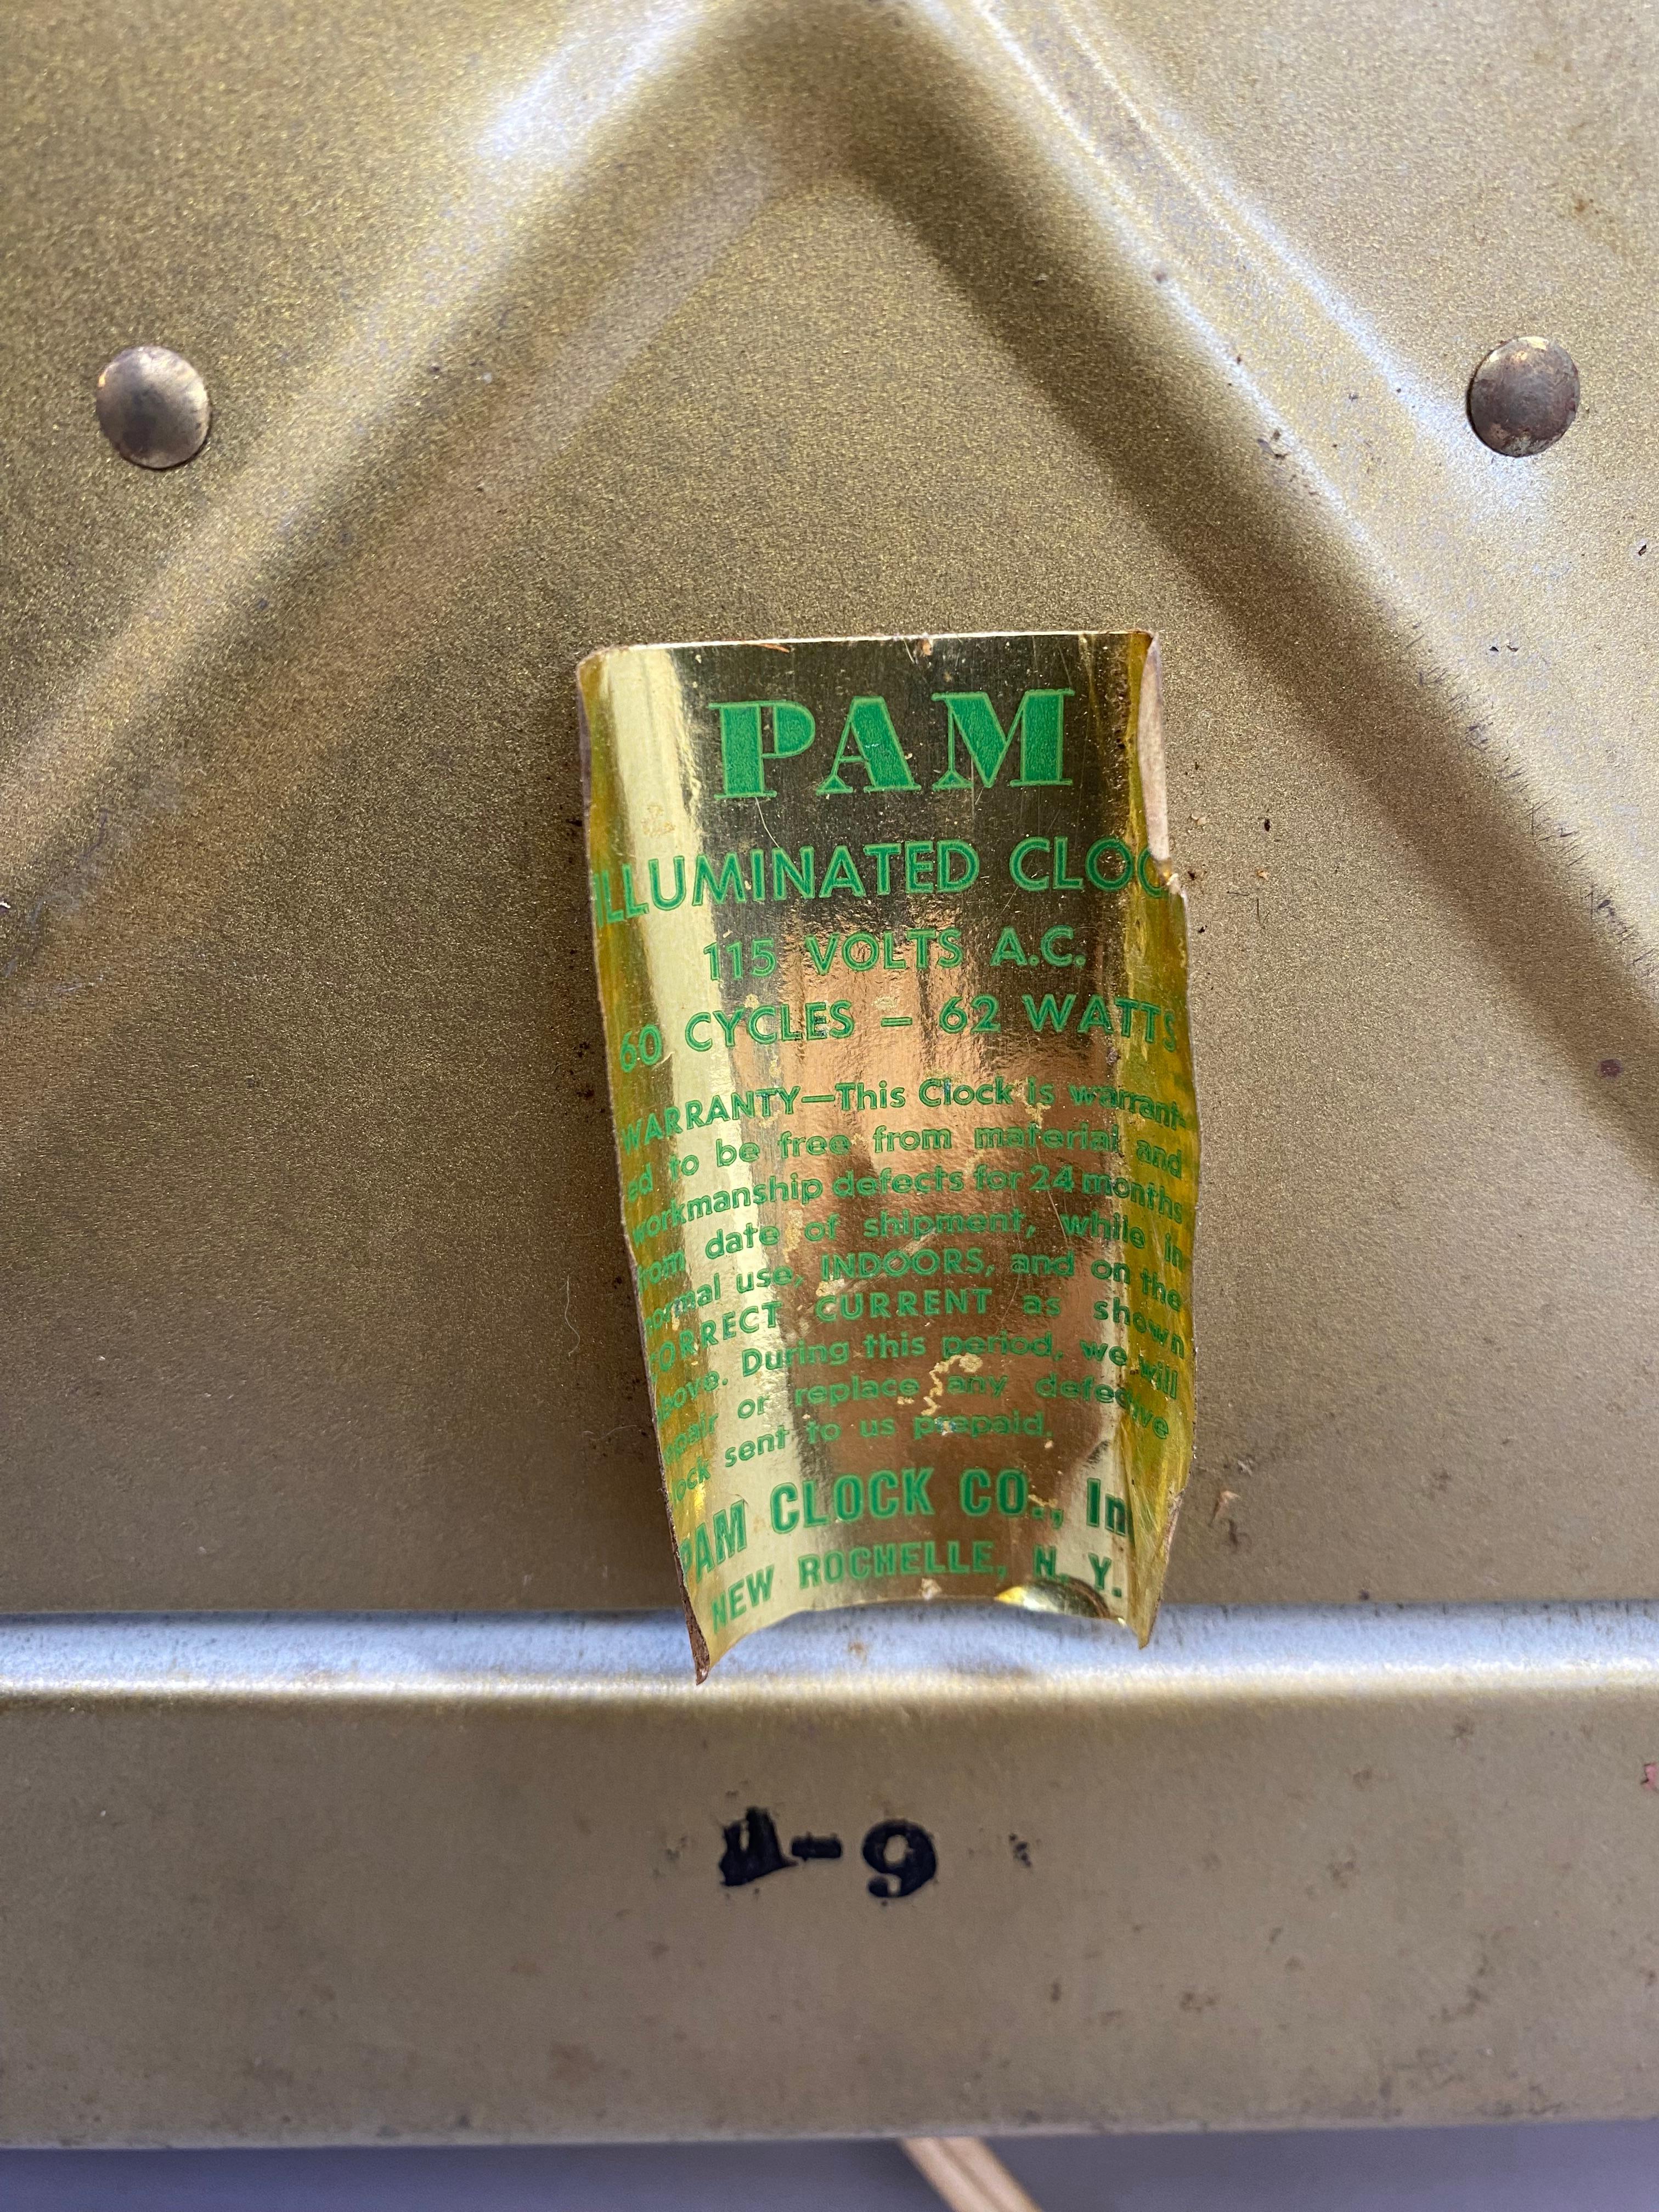 PAM
ILLUMINATED CLOC
115 VOLTS A.C.
60 CYCLES – 62 WATTS
WARRANTY—This Clock is warrant-
ed to be free from material and
workmanship defects for 24 months
from date of shipment, while in
normal use, INDOORS, and on the
CORRECT CURRENT as shown
bove. During this period, we will
pair or replace any defective
ock sent to us prepaid.
PAM CLOCK CO., In
NEW ROCHELLE, N. Y.
-9